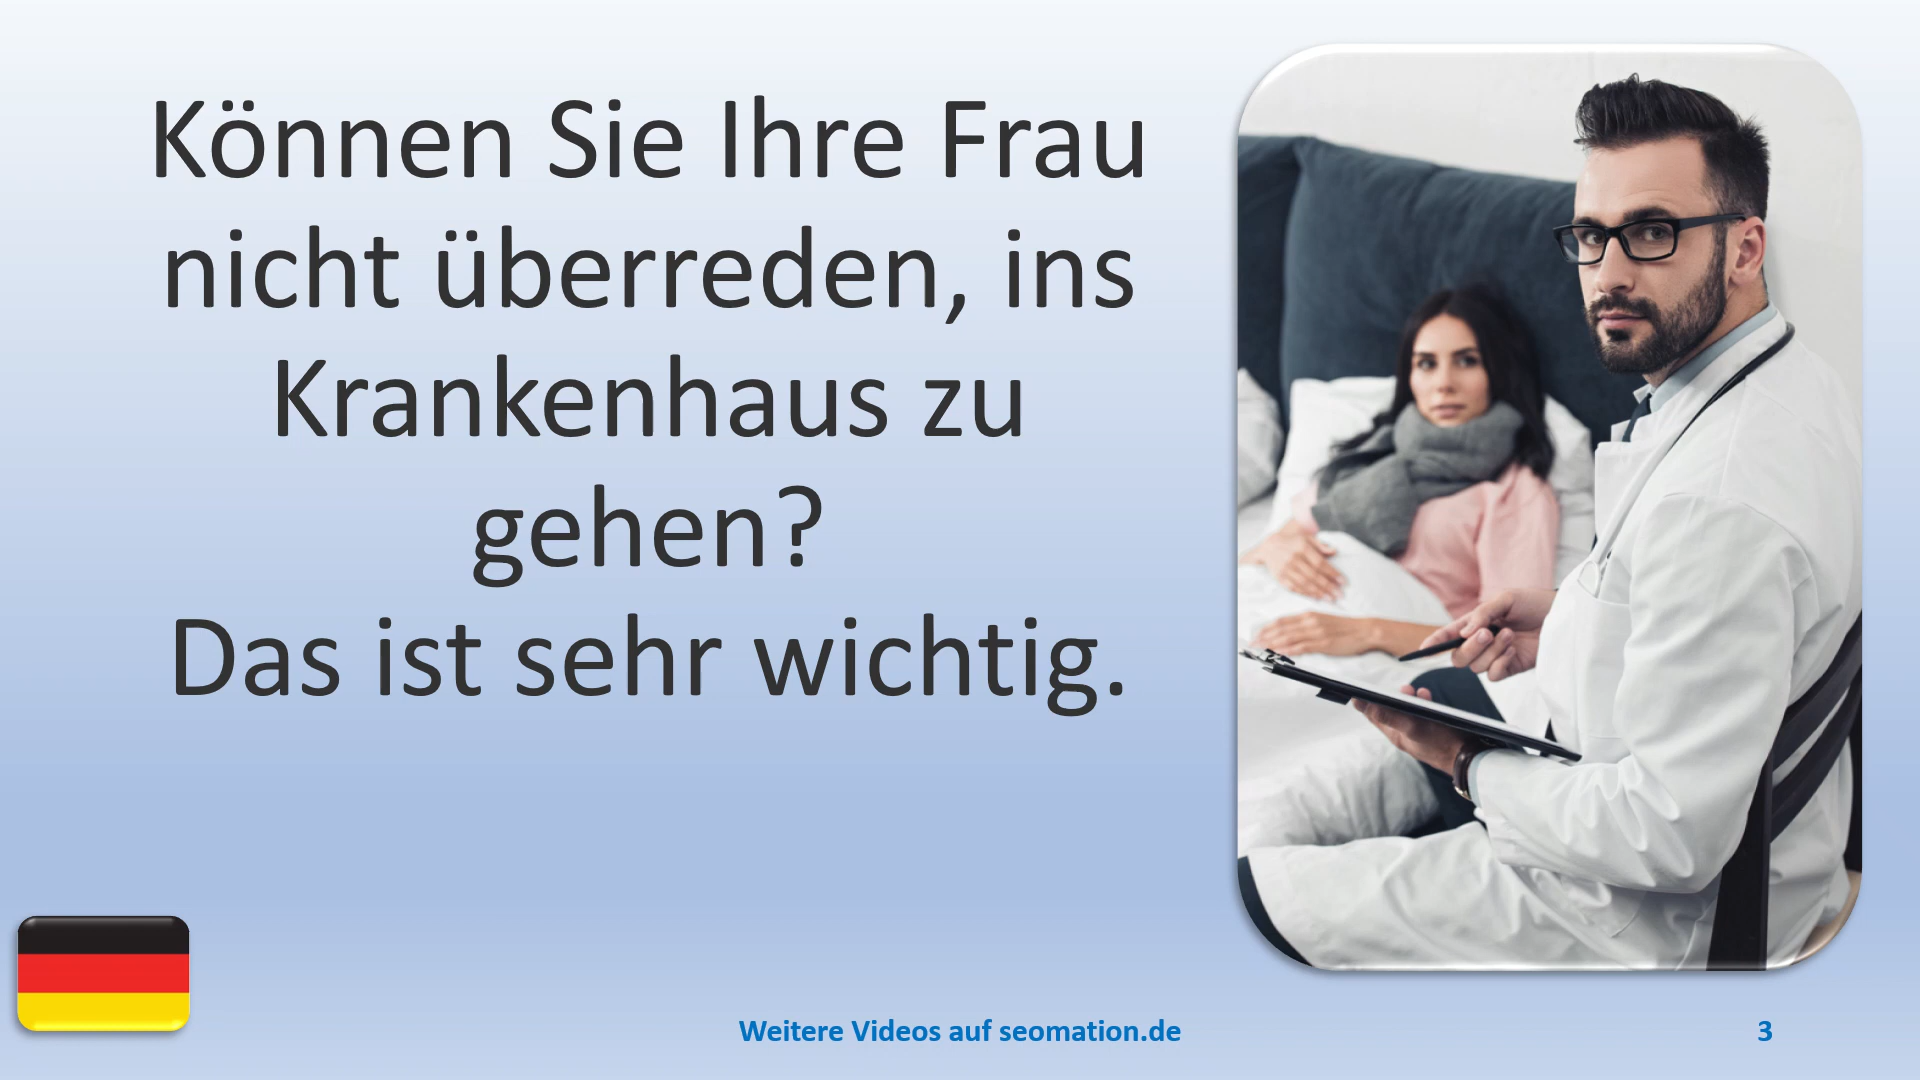 Können Sie Ihre Frau
nicht überreden, ins
Krankenhaus zu
gehen?
Das ist sehr wichtig.
Weitere Videos auf seomation.de
3